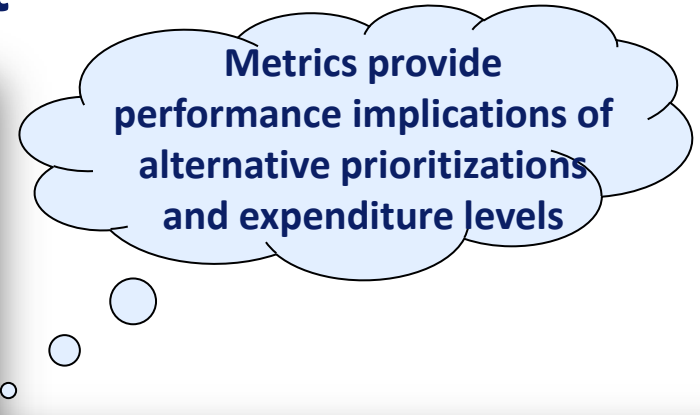 Metrics provide
performance implications of
alternative prioritizations
and expenditure levels